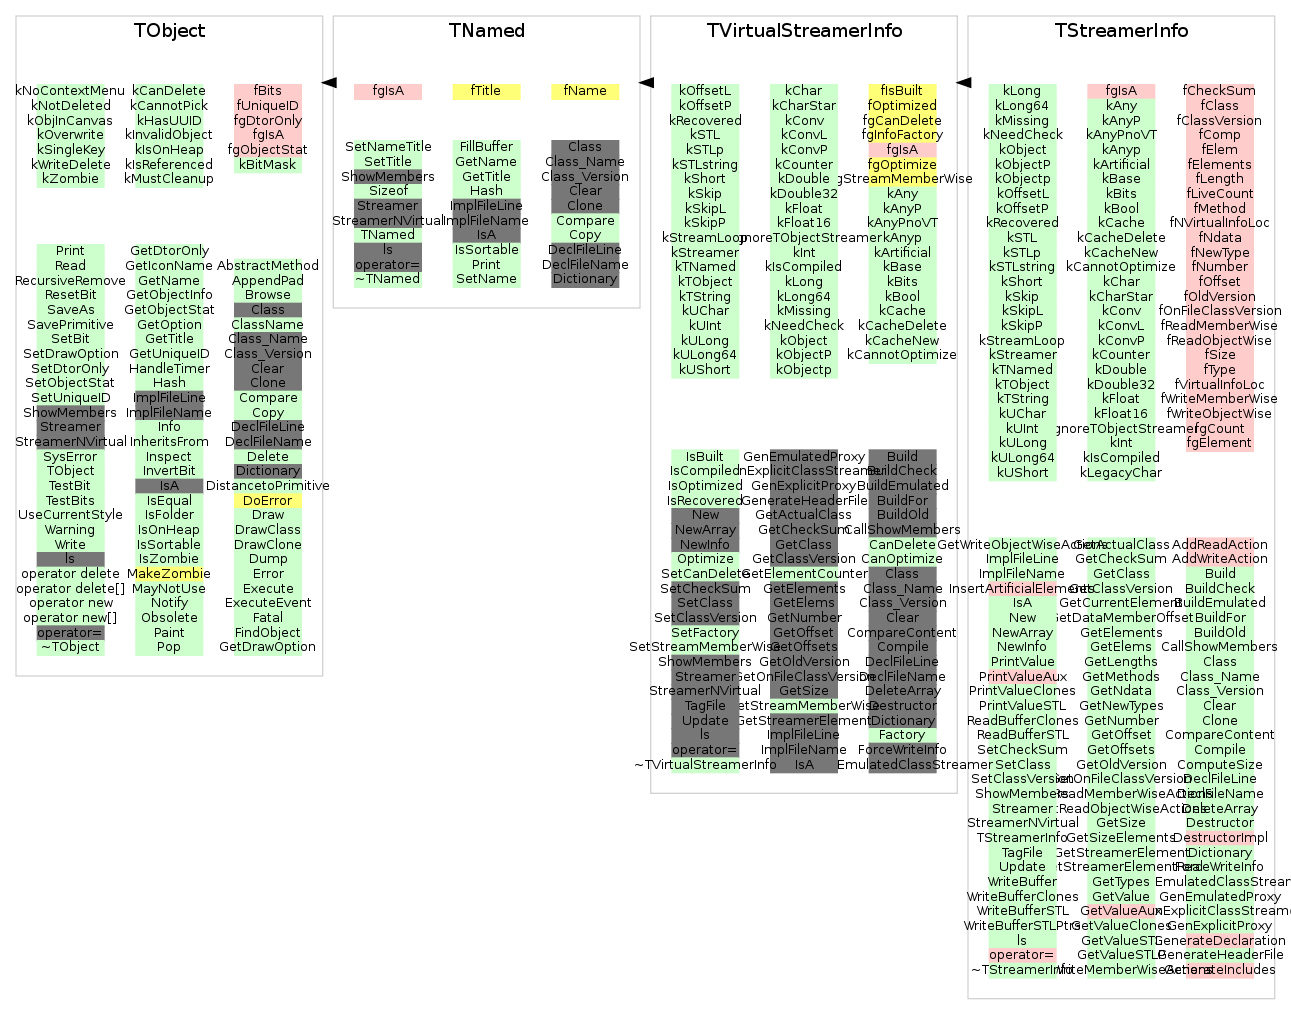 TObject
kNoContextMenu
kNotDeleted
kObjInCanvas
kOverwrite
kSingleKey
kWriteDelete
kZombie
kCanDelete
kCannotPick
kHasUUID
kInvalidObject
kIsOnHeap
kIsReferenced
kMustCleanup
fBits
fUniqueID
fgDtorOnly
fgIsA
fgObjectStat
kBitMask
Print
Read
RecursiveRemove
ResetBit
SaveAs
SavePrimitive
SetBit
SetDrawOption
SetDtorOnly
SetObjectStat
SetUniqueID
ShowMembers
Streamer
StreamerNVirtual
SysError
TObject
TestBit
TestBits
UseCurrentStyle
Warning
Write
ls
operator delete
operator delete[]
operator new
operator new[]
operator=
~TObject
GetDtorOnly
GetIconName
GetName
GetObjectInfo
GetObjectStat
GetOption
GetTitle
GetUniqueID
HandleTimer
Hash
ImplFileLine
ImplFileName
Info
InheritsFrom
Inspect
InvertBit
IsA
IsEqual
IsFolder
IsOnHeap
IsSortable
IsZombie
MakeZombie
MayNotUse
Notify
Obsolete
Paint
Pop
AbstractMethod
AppendPad
Browse
Class
ClassName
Class_Name
Class_Version
Clear
Clone
Compare
Copy
DeclFileLine
DeclFileName
Delete
Dictionary
DistancetoPrimitive
DoError
Draw
DrawClass
DrawClone
Dump
Error
Execute
ExecuteEvent
Fatal
FindObject
GetDrawOption
TNamed
fgIsA
fTitle
fName
SetNameTitle
SetTitle
ShowMembers
Sizeof
Streamer
StreamerNVirtual
TNamed
ls
operator=
~TNamed
FillBuffer
GetName
GetTitle
Hash
ImplFileLine
ImplFileName
IsA
IsSortable
Print
SetName
Class
Class_Name
Class_Version
Clear
Clone
Compare
Copy
DeclFileLine
DeclFileName
Dictionary
TVirtualStreamerInfo
kOffsetL
kOffsetP
kRecovered
kSTL
kSTLp
kSTLstring
kShort
kSkip
kSkipL
kSkipP
kStreamLoop
kStreamer
kTNamed
kTObject
kTString
kUChar
kUInt
kULong
kULong64
kUShort
kChar
kCharStar
kConv
kConvL
kConvP
kCounter
kDouble
kDouble32
kFloat
kFloat16
gnoreTObjectStreamer
kInt
kIsCompiled
kLong
kLong64
kMissing
kNeedCheck
kObject
kObjectP
kObjectp
fIsBuilt
fOptimized
fgCanDelete
fgInfoFactory
fgIsA
fgOptimize
gStreamMemberWise
kAny
kAnyP
kAnyPnoVT
kAnyp
kArtificial
kBase
kBits
kBool
kCache
kCacheDelete
kCacheNew
kCannotOptimize
IsBuilt
IsCompiled
IsOptimized
IsRecovered
New
NewArray
NewInfo
Optimize
SetCanDelete
SetCheckSum
SetClass
SetClassVersion
SetFactory
SetStreamMemberWise
ShowMembers
Streamer
StreamerNVirtual
TagFile
Update
ls
operator=
~TVirtualStreamerInfo
GenEmulatedProxy
nExplicitClassStreamer
GenExplicitProxy
GenerateHeaderFile
GetActualClass
GetCheckSum
GetClass
GetClassVersion
GetElementCounter
GetElements
GetElems
GetNumber
GetOffset
GetOffsets
GetOldVersion
GetOnFileClassVersion
GetSize
etStreamMemberWise
GetStreamerElement
ImplFileLine
ImplFileName
IsA
Build
BuildCheck
BuildEmulated
BuildFor
BuildOld
CallShowMembers
CanDelete
CanOptimize
Class
Class_Name
Class_Version
Clear
CompareContent
Compile
DeclFileLine
DeclFileName
DeleteArray
Destructor
Dictionary
Factory
ForceWriteInfo
EmulatedClassStreamer
TStreamerInfo
kLong
kLong64
kMissing
kNeedCheck
kObject
kObjectP
kObjectp
kOffsetL
kOffsetP
kRecovered
kSTL
kSTLp
kSTLstring
kShort
kSkip
kSkipL
kSkipP
kStreamLoop
kStreamer
kTNamed
kTObject
kTString
kUChar
kUInt
kULong
kULong64
kUShort
fgIsA
kAny
kAnyP
kAnyPnoVT
kAnyp
kArtificial
kBase
kBits
kBool
kCache
kCacheDelete
kCacheNew
kCannotOptimize
kChar
kCharStar
kConv
kConvL
kConvP
kCounter
kDouble
kDouble32
kFloat
kFloat16
gnoreTObjectStreamer
kInt
kIsCompiled
kLegacyChar
fCheckSum
fClass
fClassVersion
fComp
fElem
fElements
fLength
fLiveCount
fMethod
fNVirtualInfoLoc
fNdata
fNewType
fNumber
fOffset
fOldVersion
fOnFileClassVersion
fReadMemberWise
fReadObjectWise
fSize
fType
fVirtualInfoLoc
fWriteMemberWise
fWriteObjectWise
fgCount
fgElement
GetWriteObjectWiseActions
ImplFileLine
ImplFileName
InsertArtificialElements
IsA
New
NewArray
NewInfo
PrintValue
PrintValueAux
PrintValueClones
PrintValueSTL
ReadBufferClones
ReadBufferSTL
SetCheckSum
SetClass
SetClassVersion
ShowMembers
Streamer
StreamerNVirtual
TStreamerInfo
TagFile
Update
WriteBuffer
WriteBufferClones
WriteBufferSTL
WriteBufferSTLPtrs
ls
operator=
~TStreamerInfo
GetActualClass
GetCheckSum
GetClass
GetClassVersion
GetCurrentElement
GetDataMemberOffset
GetElements
GetElems
GetLengths
GetMethods
GetNdata
GetNewTypes
GetNumber
GetOffset
GetOffsets
GetOldVersion
GetOnFileClassVersion
ReadMemberWiseActions
ReadObjectWiseActions
GetSize
GetSizeElements
GetStreamerElement
tStreamerElementReal
GetTypes
GetValue
GetValueAux
GetValueClones
GetValueSTL
GetValueSTLP
WriteMemberWiseActions
AddReadAction
AddWriteAction
Build
BuildCheck
BuildEmulated
BuildFor
BuildOld
CallShowMembers
Class
Class_Name
Class_Version
Clear
Clone
CompareContent
Compile
ComputeSize
DeclFileLine
DeclFileName
DeleteArray
Destructor
DestructorImpl
Dictionary
ForceWriteInfo
EmulatedClassStream
GenEmulatedProxy
nExplicitClassStream
GenExplicitProxy
GenerateDeclaration
GenerateHeaderFile
GenerateIncludes